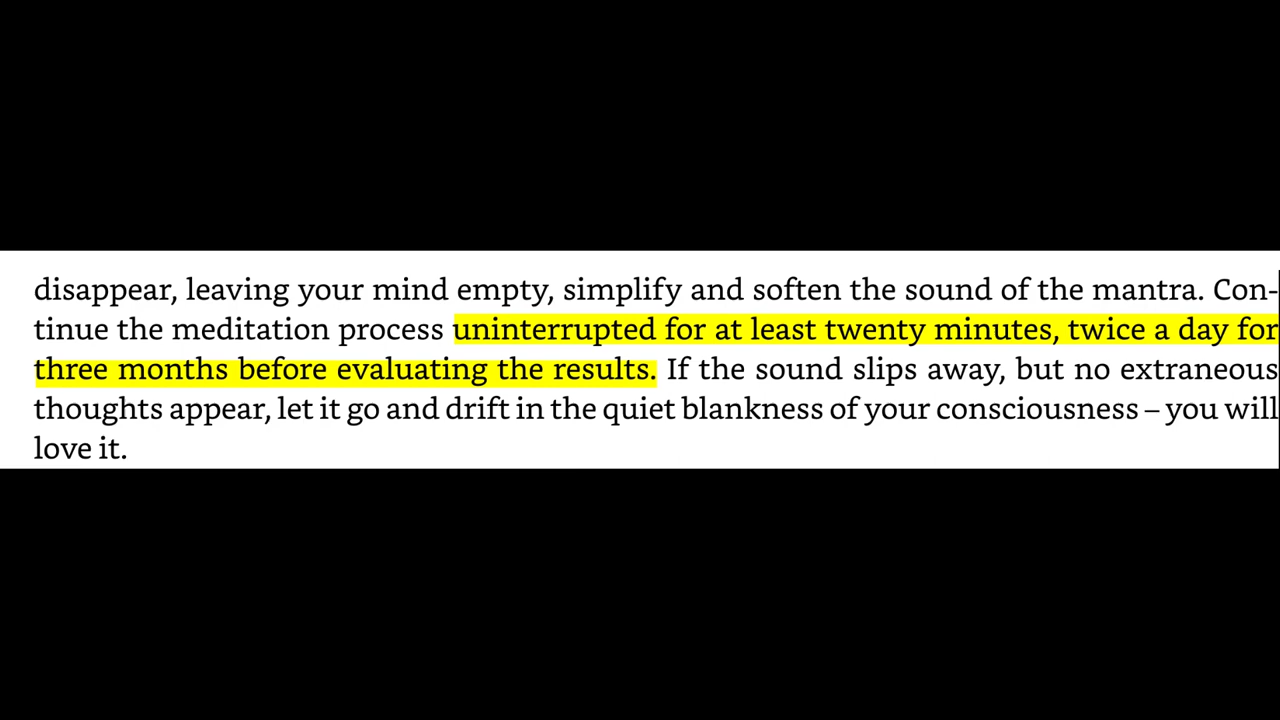 disappear, leaving your mind empty, simplify and soften the sound of the mantra. Con-
tinue the meditation process uninterrupted for at least twenty minutes, twice a day for
three months before evaluating the results. If the sound slips away, but no extraneous
thoughts appear, let it go and drift in the quiet blankness of your consciousness – you will
love it.